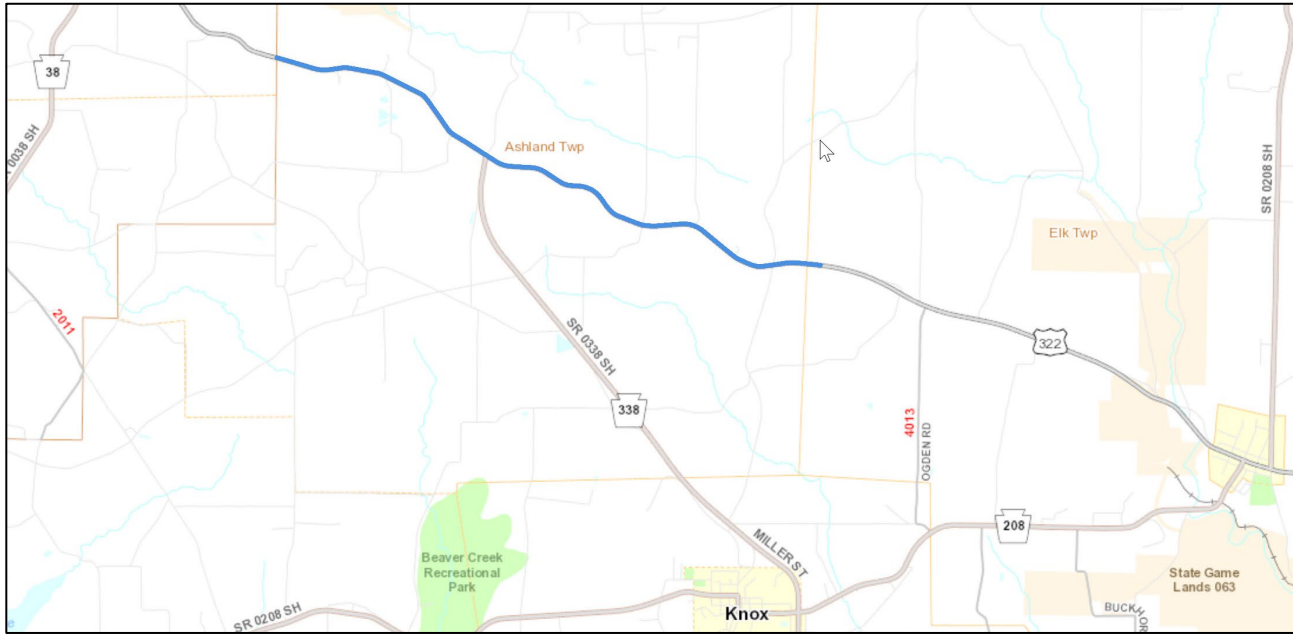 38
R 0038 SH
Ashland Twp
SR 0208 SH
Elk Twp
2011
SR 0338 SH
322
338
4013
OGDEN RD
208
MILLER ST
Beaver Creek
Recreational
Park
State Game
Lands 063
SR 0208 SH
Knox
BUCK